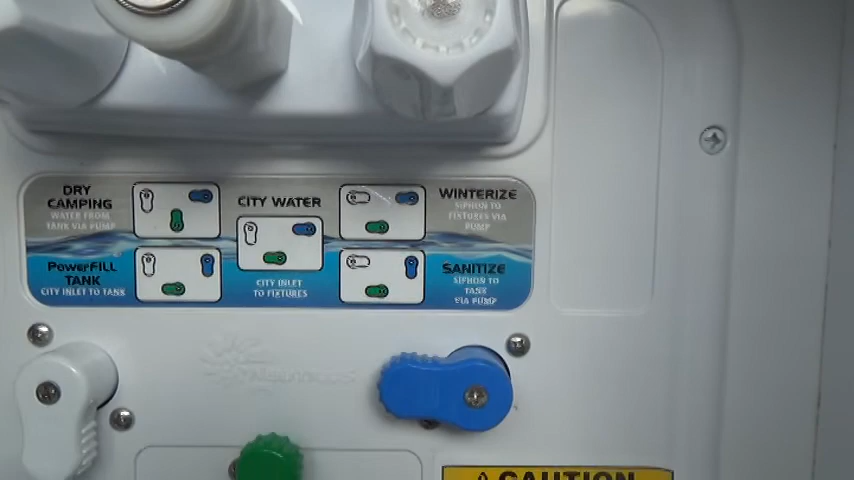 DRY
CAMPING
WATER FROM
TANK VIA PUMP
CITY WATER
WINTERIZE
SIPHON TO
FIXTURES VIA
PUMP
PowerFILL
TANK
CITY INLET TO TANK
CITY INLET
TO FIXTURES
SANITIZE
SIPHON TO
TANK
VIA PUMP
CAUTION